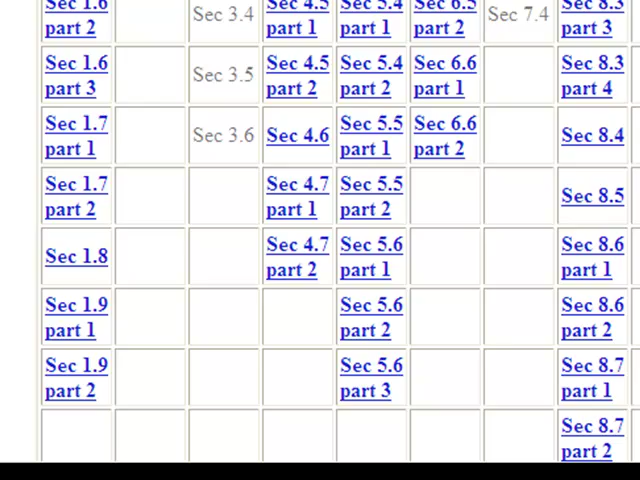 Sec 1.6 Sec 3.4 Sec 4.5 Sec 5.4 Sec 6.5 Sec 7.4 Sec 8.3
part 2 part 1 part 1 part 2 part 3
Sec 1.6 Sec 3.5 Sec 4.5 Sec 5.4 Sec 6.6 Sec 8.3
part 3 part 2 part 2 part 1 part 4
Sec 1.7 Sec 3.6 Sec 4.6 Sec 5.5 Sec 6.6 Sec 8.4
part 1 part 1 part 2
Sec 1.7 Sec 4.7 Sec 5.5 Sec 8.5
part 2 part 1 part 2
Sec 1.8 Sec 4.7 Sec 5.6 Sec 8.6
part 2 part 1 part 1
Sec 1.9 Sec 5.6 Sec 8.6
part 1 part 2 part 2
Sec 1.9 Sec 5.6 Sec 8.7
part 2 part 3 part 1
Sec 8.7
part 2